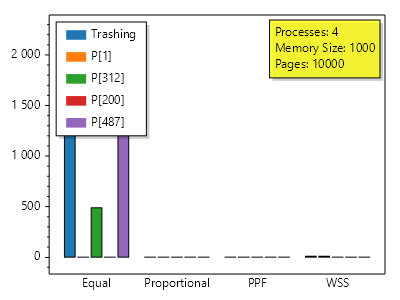 2 000
1 500
1 000
500
0
Trashing
P[1]
P[312]
P[200]
P[487]
Processes: 4
Memory Size: 1000
Pages: 10000
Equal
Proportional
PPF
WSS